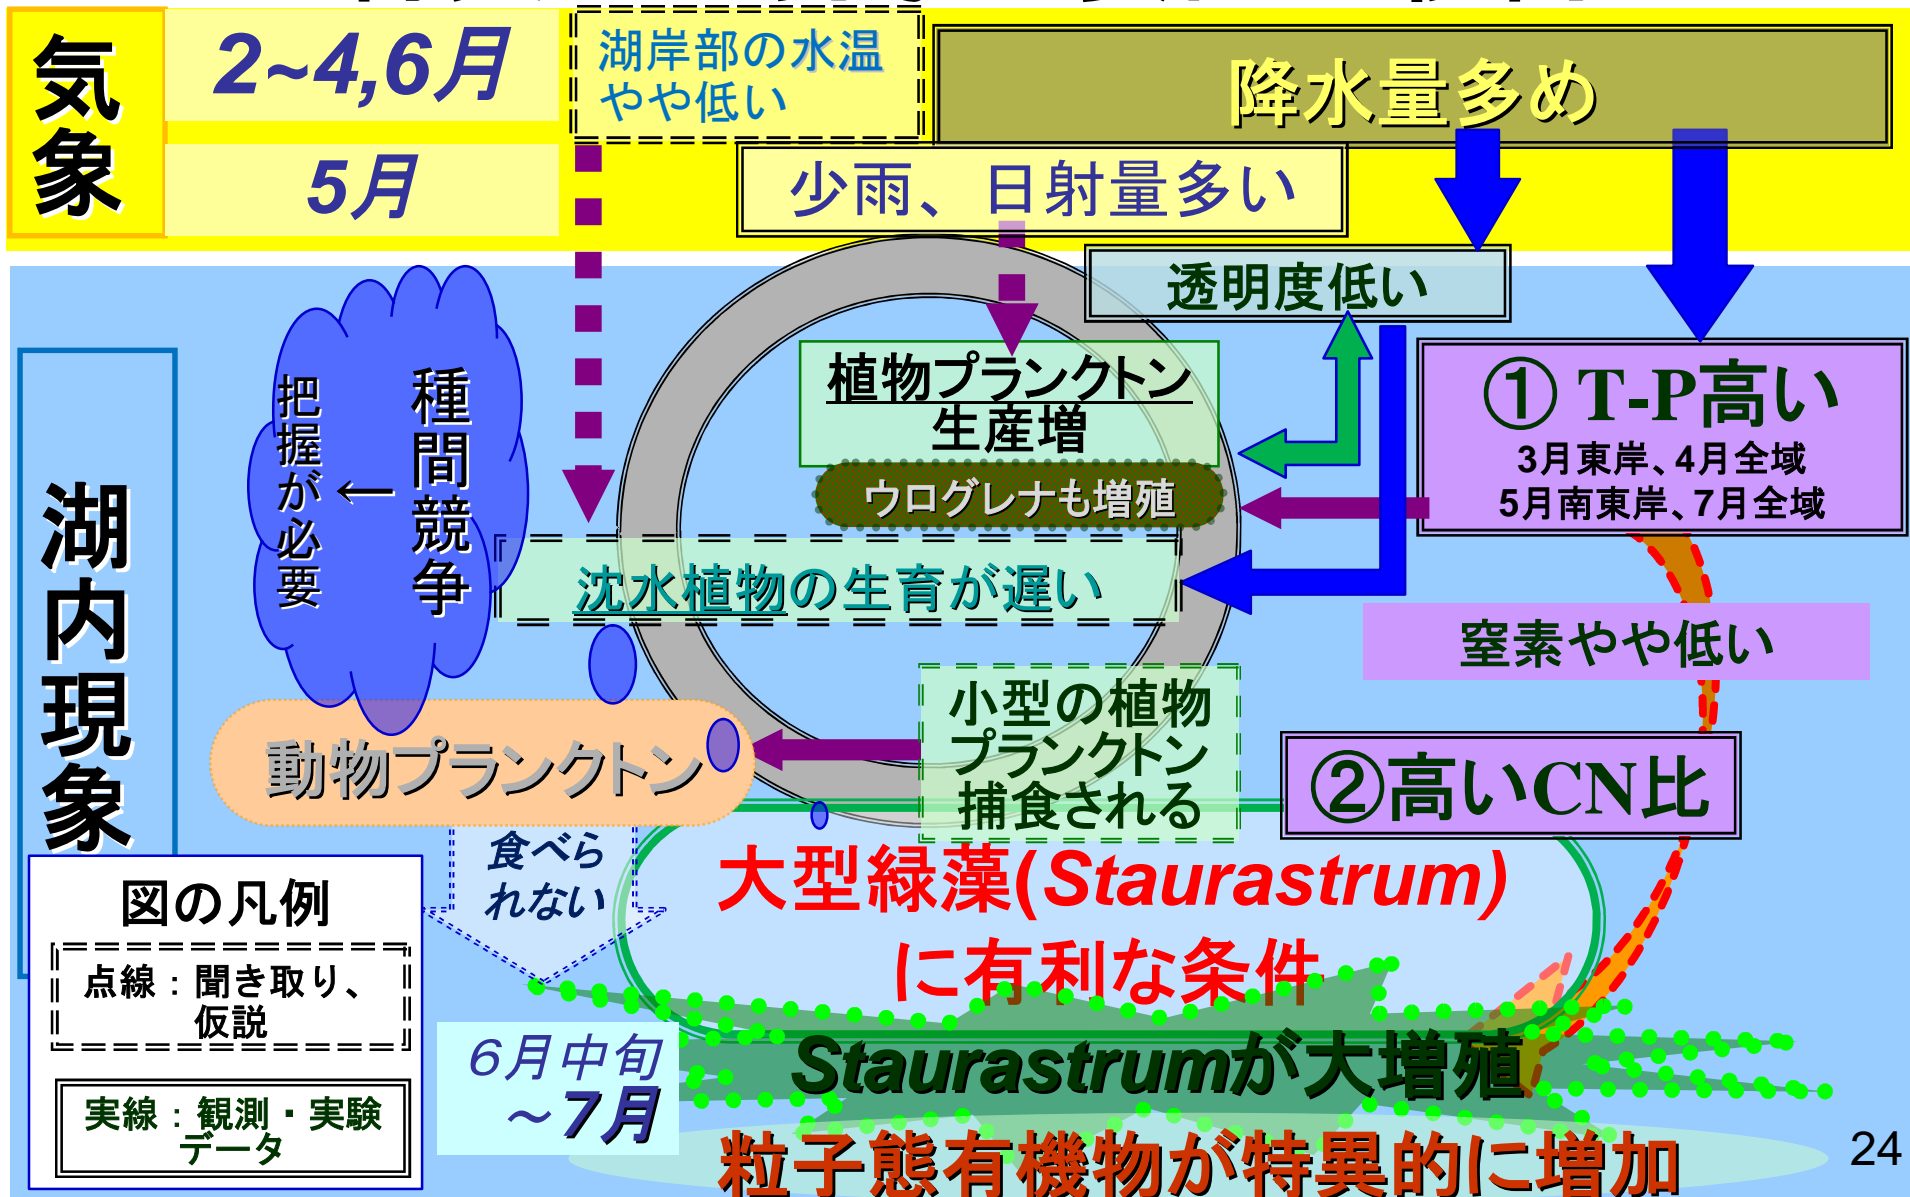 気象
2~4,6月
湖岸部の水温
やや低い
降水量多め
5月
少雨、日射量多い
透明度低い
湖内現象
種間競争
←
把握が必要
植物プランクトン
生産増
ウログレナも増殖
① T-P高い
3月東岸、4月全域
5月南東岸、7月全域
沈水植物の生育が遅い
窒素やや低い
小型の植物
プランクトン
捕食される
動物プランクトン
②高いCN比
食べら
れない
大型緑藻(Staurastrum)
に有利な条件
図の凡例
点線：聞き取り、
仮説
実線：観測・実験
データ
6月中旬
～7月
Staurastrumが大増殖
粒子態有機物が特異的に増加
24